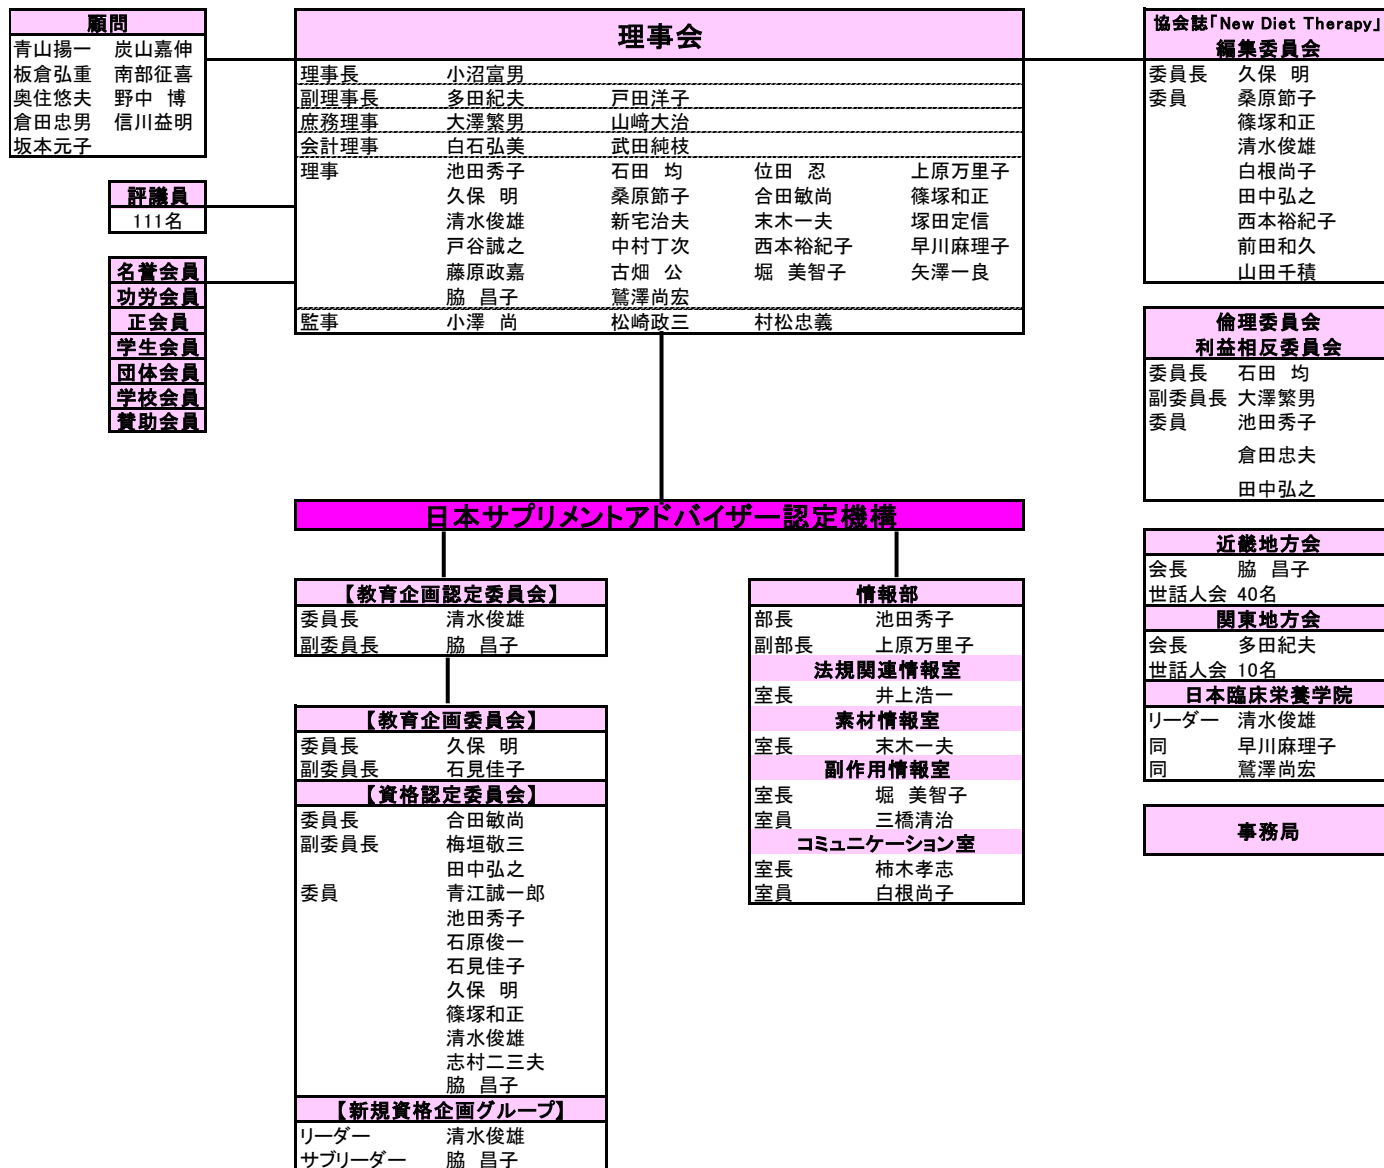 顧問
青山揚一　炭山嘉伸
板倉弘重　南部征喜
奥住悠夫　野中　博
倉田忠男　信川益明
坂本元子
評議員
111名
名誉会員
功労会員
正会員
学生会員
団体会員
学校会員
賛助会員
理事会
理事長　小沼富男
副理事長　多田紀夫　戸田洋子
庶務理事　大澤繁男　山﨑大治
会計理事　白石弘美　武田純枝
理事　池田秀子　石田　均　位田　忍　上原万里子
久保　明　桑原節子　合田敏尚　篠塚和正
清水俊雄　新宅治夫　末木一夫　塚田定信
戸谷誠之　中村丁次　西本裕紀子　早川麻理子
藤原政嘉　古畑　公　堀　美智子　矢澤一良
脇　昌子　鷲澤尚宏
監事　小澤　尚　松崎政三　村松忠義
日本サプリメントアドバイザー認定機構
【教育企画認定委員会】
委員長　清水俊雄
副委員長　脇　昌子
【教育企画委員会】
委員長　久保　明
副委員長　石見佳子
【資格認定委員会】
委員長　合田敏尚
副委員長　梅垣敬三
田中弘之
委員　青江誠一郎
池田秀子
石原俊一
石見佳子
久保　明
篠塚和正
清水俊雄
志村二三夫
脇　昌子
【新規資格企画グループ】
リーダー　清水俊雄
サブリーダー　脇　昌子
情報部
部長　池田秀子
副部長　上原万里子
法規関連情報室
室長　井上浩一
素材情報室
室長　末木一夫
副作用情報室
室長　堀　美智子
室員　三橋清治
コミュニケーション室
室長　柿木孝志
室員　白根尚子
協会誌「New Diet Therapy」
編集委員会
委員長　久保　明
委員　桑原節子
篠塚和正
清水俊雄
白根尚子
田中弘之
西本裕紀子
前田和久
山田千積
倫理委員会
利益相反委員会
委員長　石田　均
副委員長　大澤繁男
委員　池田秀子
倉田忠夫
田中弘之
近畿地方会
会長　脇　昌子
世話人会　40名
関東地方会
会長　多田紀夫
世話人会　10名
日本臨床栄養学院
リーダー　清水俊雄
同　早川麻理子
同　鷲澤尚宏
事務局